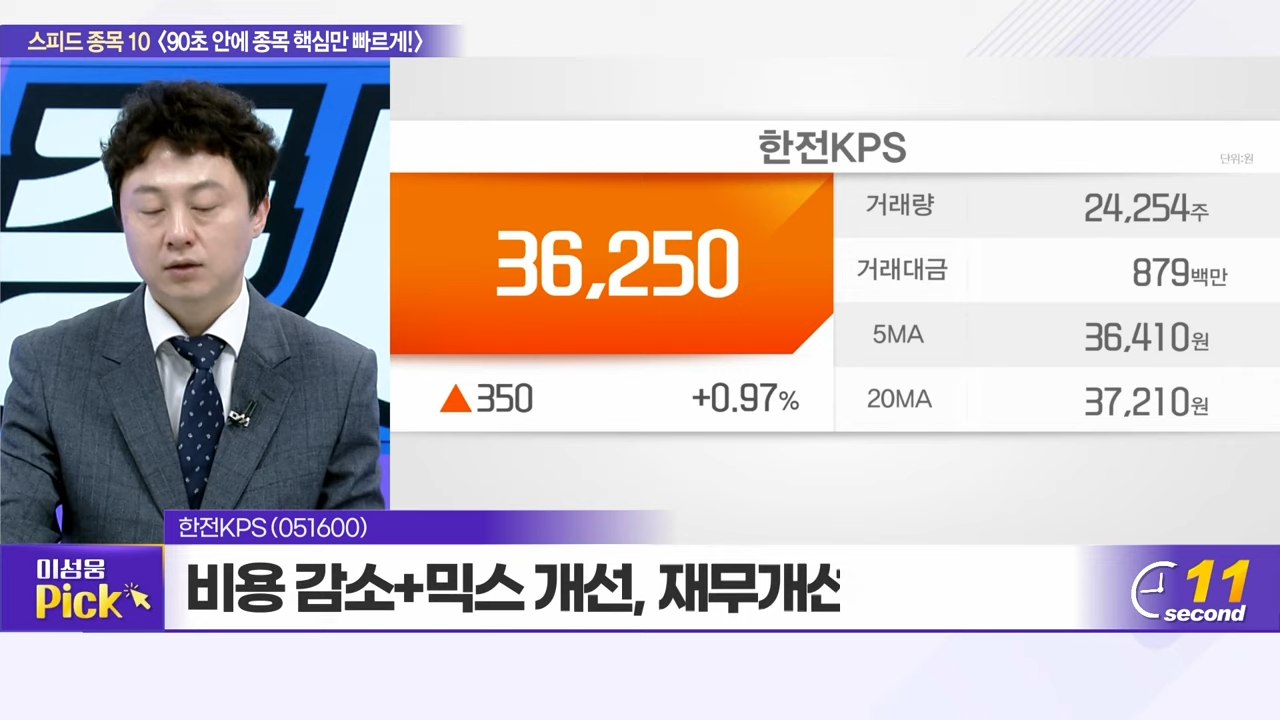 스피드 종목 10 〈90초 안에 종목 핵심만 빠르게!〉
한전KPS
단위:원
36,250
▲350 +0.97%
거래량 24,254주
거래대금 879백만
5MA 36,410원
20MA 37,210원
한전KPS(051600)
이성웅
Pick
비용 감소+믹스 개선, 재무개선
11
second